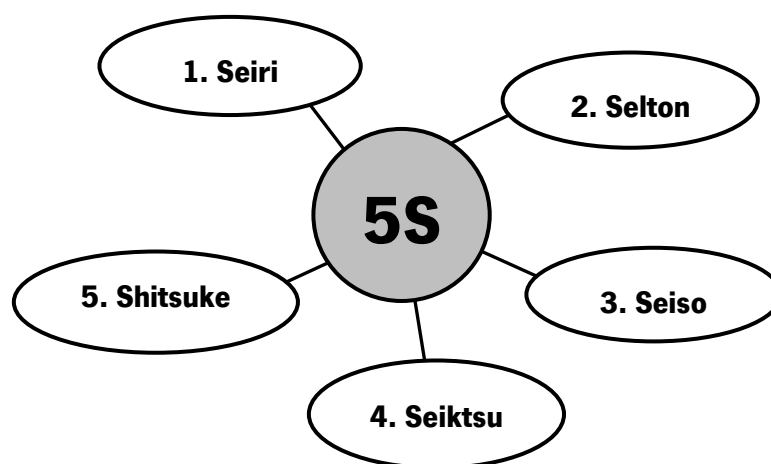 1. Seiri
2. Selton
5S
3. Seiso
4. Seiktsu
5. Shitsuke